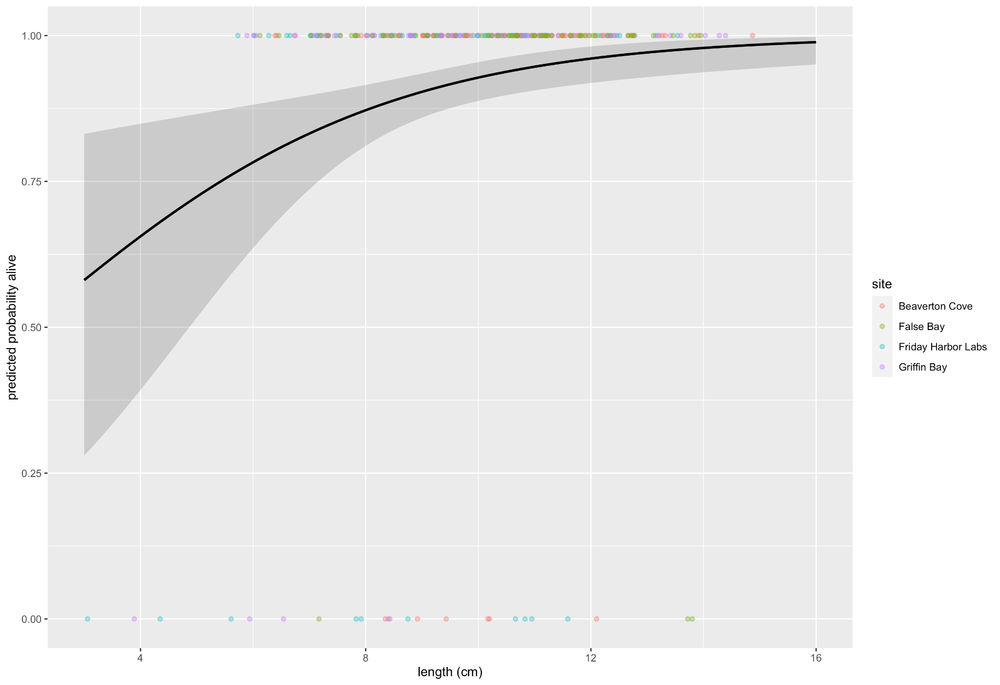 1.00
0.75
0.50
0.25
0.00
predicted probability alive
4 8 12 16
length (cm)
site
Beaverton Cove
False Bay
Friday Harbor Labs
Griffin Bay